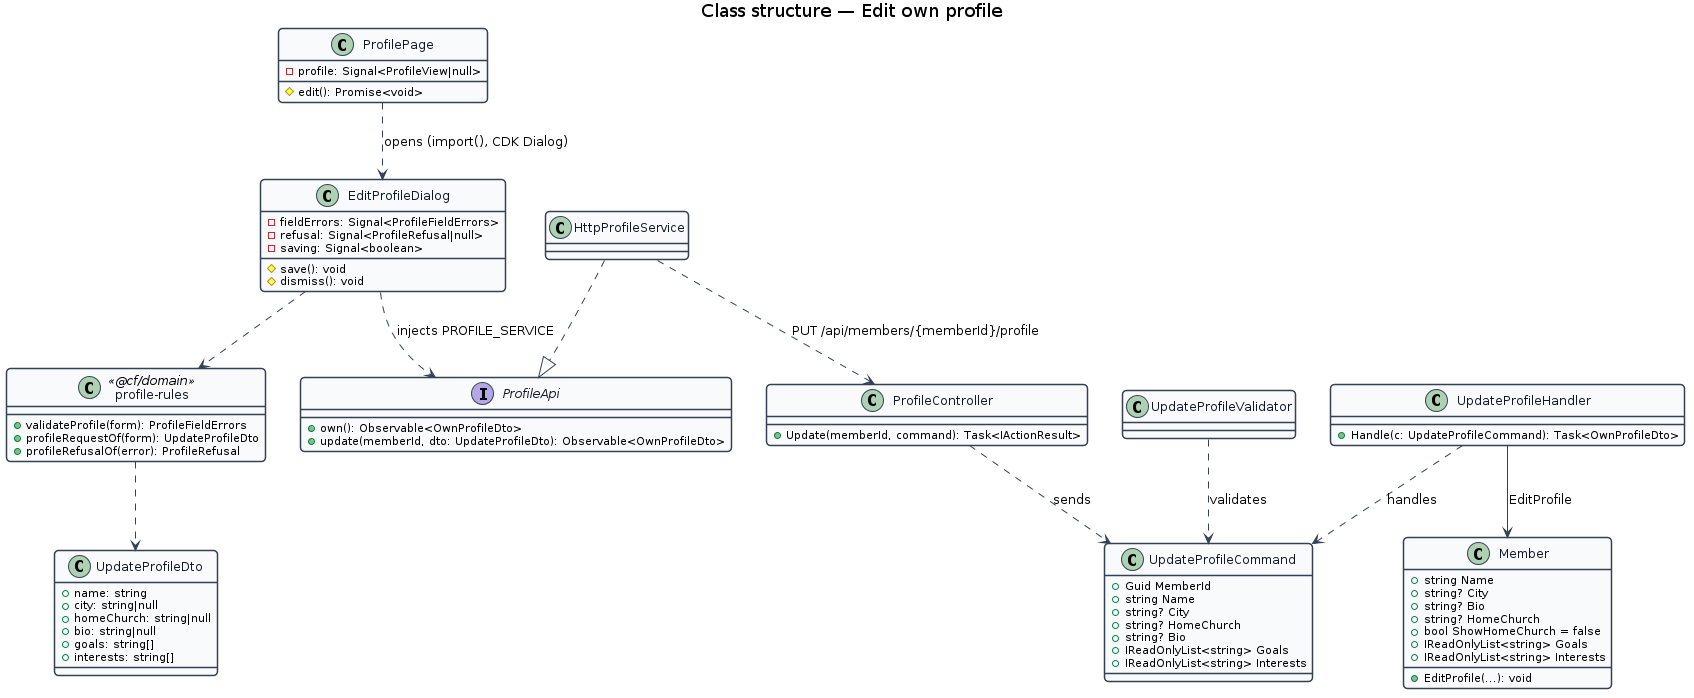 Class structure — Edit own profile
ProfilePage
profile: Signal<ProfileView|null>
edit(): Promise<void>
opens (import(), CDK Dialog)
EditProfileDialog
fieldErrors: Signal<ProfileFieldErrors>
refusal: Signal<ProfileRefusal|null>
saving: Signal<boolean>
save(): void
dismiss(): void
HttpProfileService
injects PROFILE_SERVICE
PUT /api/members/{memberId}/profile
«@cf/domain»
profile-rules
validateProfile(form): ProfileFieldErrors
profileRequestOf(form): UpdateProfileDto
profileRefusalOf(error): ProfileRefusal
ProfileApi
own(): Observable<OwnProfileDto>
update(memberId, dto: UpdateProfileDto): Observable<OwnProfileDto>
ProfileController
Update(memberId, command): Task<IActionResult>
UpdateProfileValidator
UpdateProfileHandler
Handle(c: UpdateProfileCommand): Task<OwnProfileDto>
sends
validates
handles
EditProfile
UpdateProfileDto
name: string
city: string|null
homeChurch: string|null
bio: string|null
goals: string[]
interests: string[]
UpdateProfileCommand
Guid MemberId
string Name
string? City
string? HomeChurch
string? Bio
IReadOnlyList<string> Goals
IReadOnlyList<string> Interests
Member
string Name
string? City
string? Bio
string? HomeChurch
bool ShowHomeChurch = false
IReadOnlyList<string> Goals
IReadOnlyList<string> Interests
EditProfile(...): void